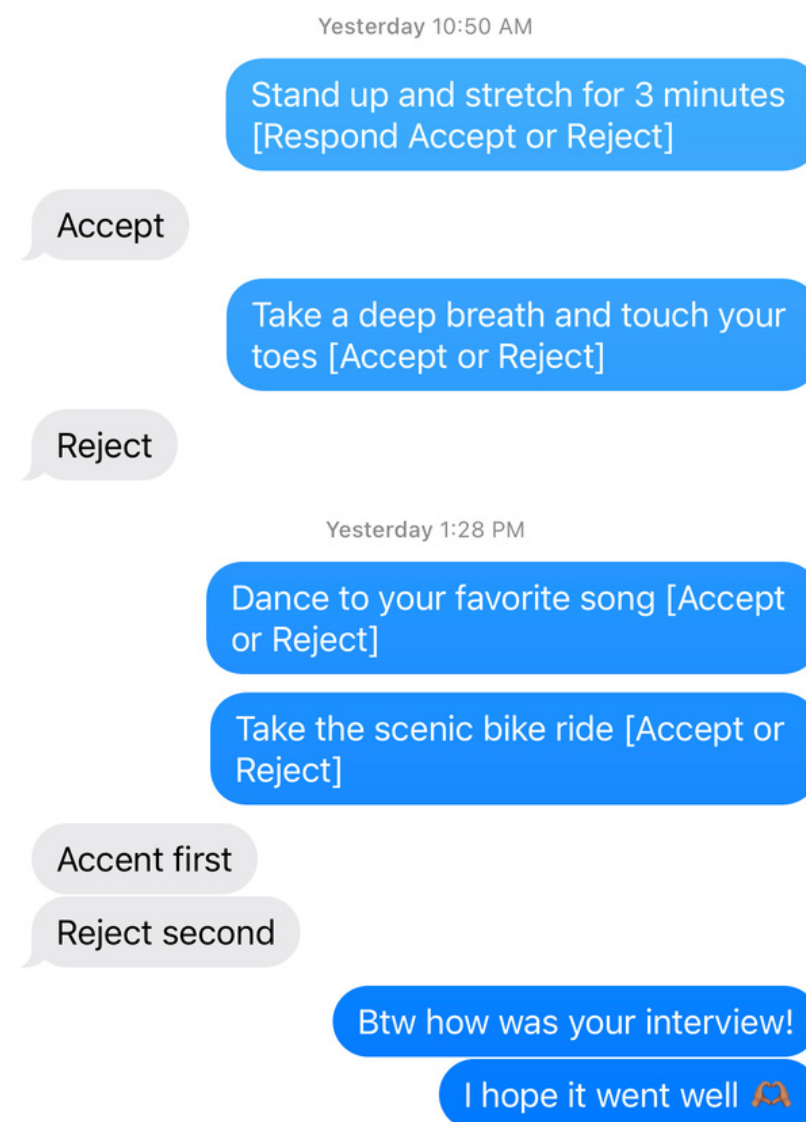 Yesterday 10:50 AM
Stand up and stretch for 3 minutes
[Respond Accept or Reject]
Accept
Take a deep breath and touch your
toes [Accept or Reject]
Reject
Yesterday 1:28 PM
Dance to your favorite song [Accept
or Reject]
Take the scenic bike ride [Accept or
Reject]
Accent first
Reject second
Btw how was your interview!
I hope it went well 🫶🏾